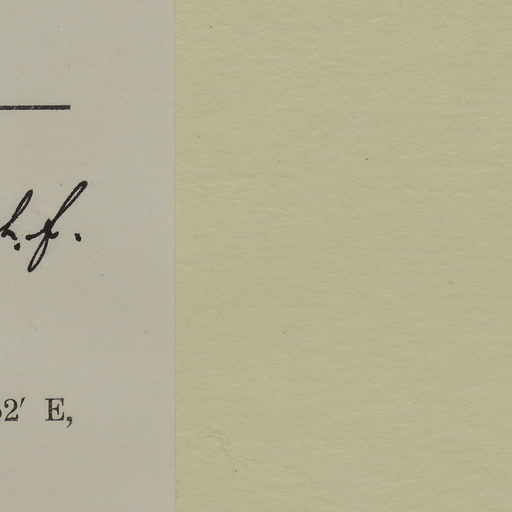 h.f.
2′ E,